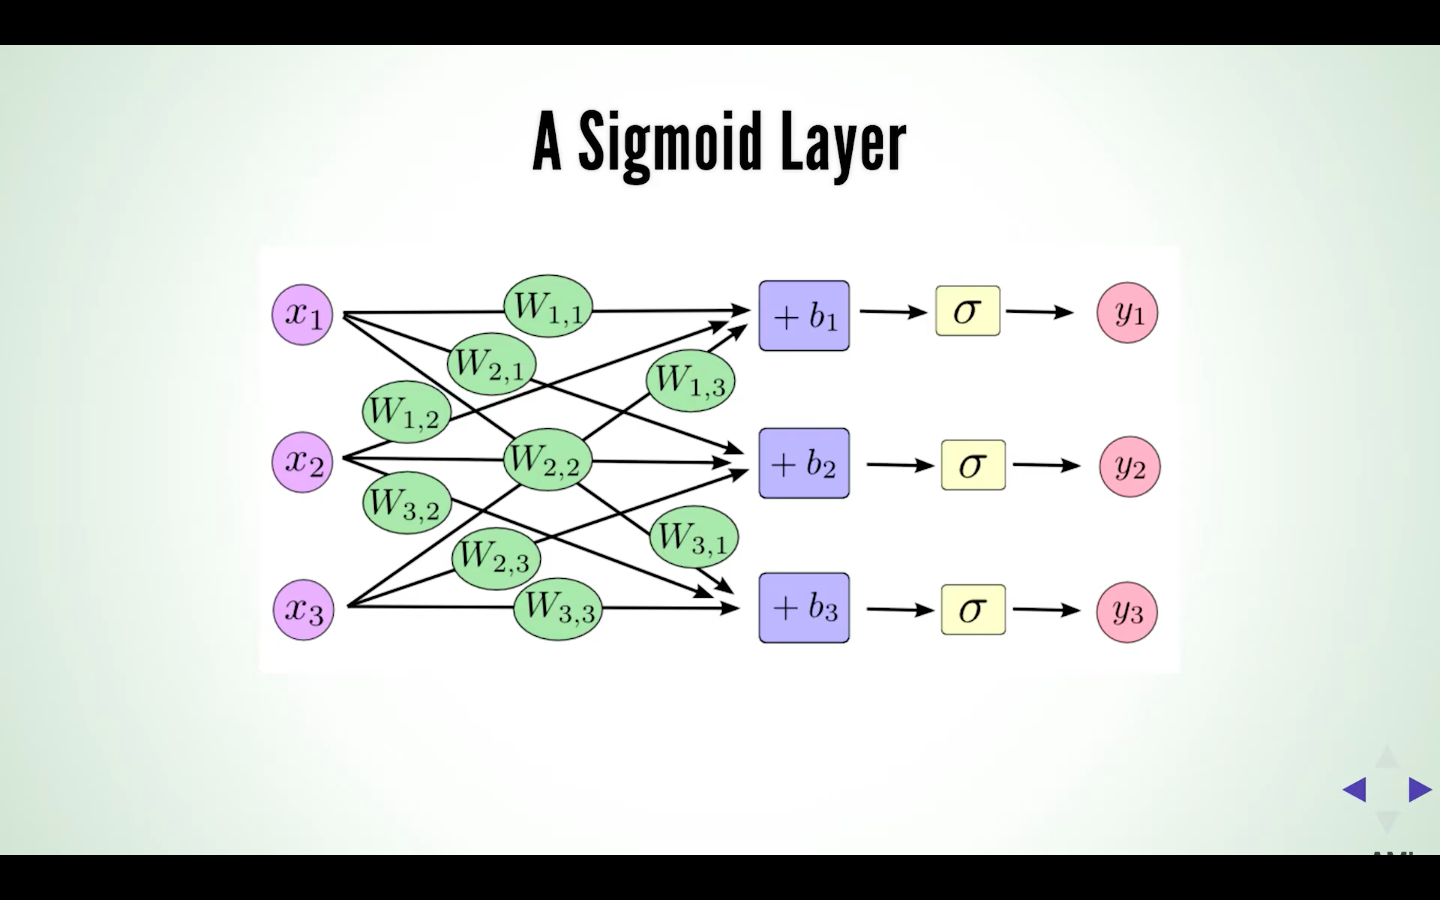 A Sigmoid Layer
x₁ W₁,₁ + b₁ σ y₁
W₂,₁
W₁,₃
W₁,₂
x₂ W₂,₂ + b₂ σ y₂
W₃,₂
W₃,₁
W₂,₃
x₃ W₃,₃ + b₃ σ y₃